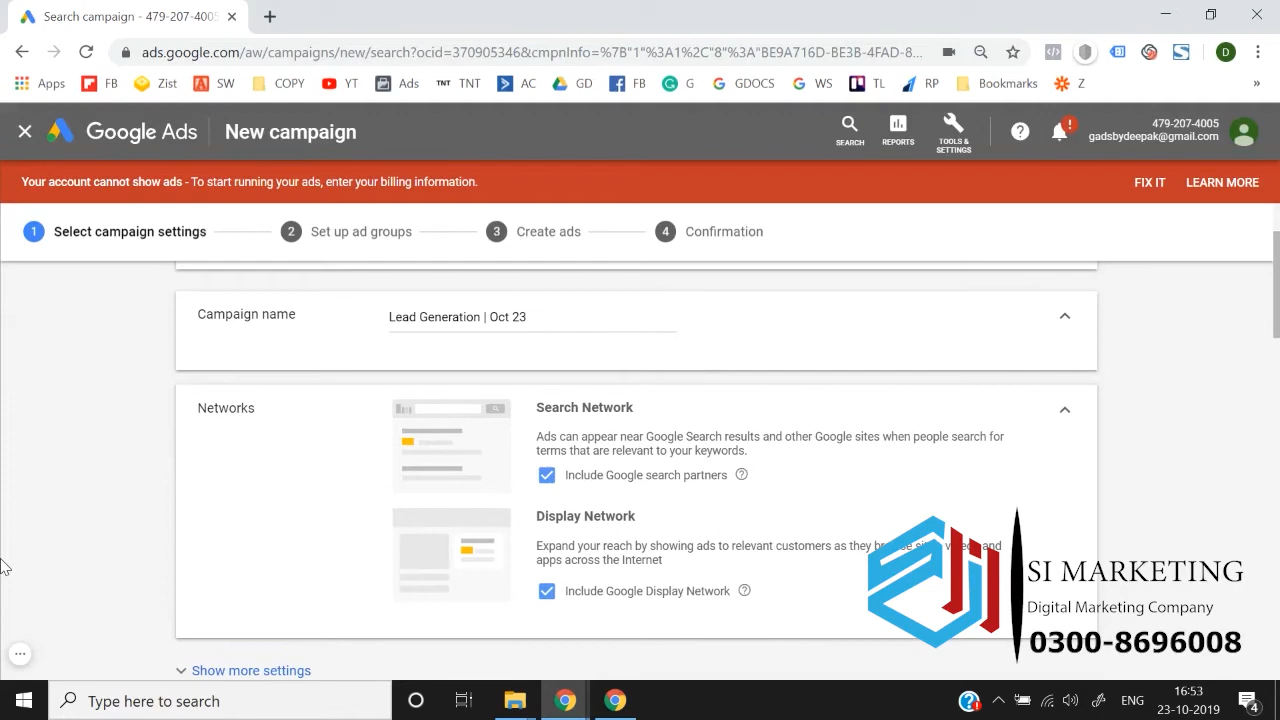 Search campaign - 479-207-4005
ads.google.com/aw/campaigns/new/search?ocid=370905346&cmpnInfo=%7B"1"%3A1%2C"8"%3A"BE9A716D-BE3B-4FAD-8...
D
Apps FB Zist SW COPY YT Ads TNT TNT AC GD FB G GDOCS WS TL RP Bookmarks Z »
Google Ads New campaign
SEARCH
REPORTS
TOOLS & SETTINGS
479-207-4005
gadsbydeepak@gmail.com
Your account cannot show ads - To start running your ads, enter your billing information. FIX IT LEARN MORE
1 Select campaign settings 2 Set up ad groups 3 Create ads 4 Confirmation
Campaign name
Lead Generation | Oct 23
Networks
Search Network
Ads can appear near Google Search results and other Google sites when people search for
terms that are relevant to your keywords.
Include Google search partners
Display Network
Expand your reach by showing ads to relevant customers as they and
apps across the Internet
Include Google Display Network
SI MARKETING
Digital Marketing Company
0300-8696008
Show more settings
Type here to search
ENG
16:53
23-10-2019
4